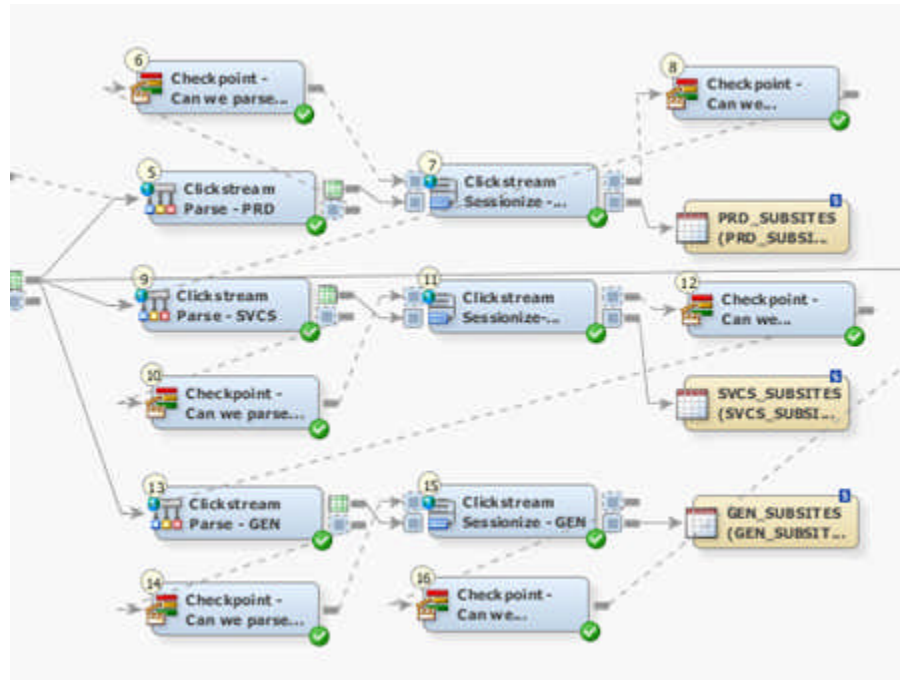 6
Checkpoint -
Can we parse...
8
Checkpoint -
Can we...
5
Clickstream
Parse - PRD
7
Clickstream
Sessionize -...
S
PRD_SUBSITES
(PRD_SUBSI...
9
Clickstream
Parse - SVCS
11
Clickstream
Sessionize-...
12
Checkpoint -
Can we...
10
Checkpoint -
Can we parse...
S
SVCS_SUBSITES
(SVCS_SUBSI...
13
Clickstream
Parse - GEN
15
Clickstream
Sessionize - GEN
S
GEN_SUBSITES
(GEN_SUBSIT...
14
Checkpoint -
Can we parse...
16
Checkpoint -
Can we...